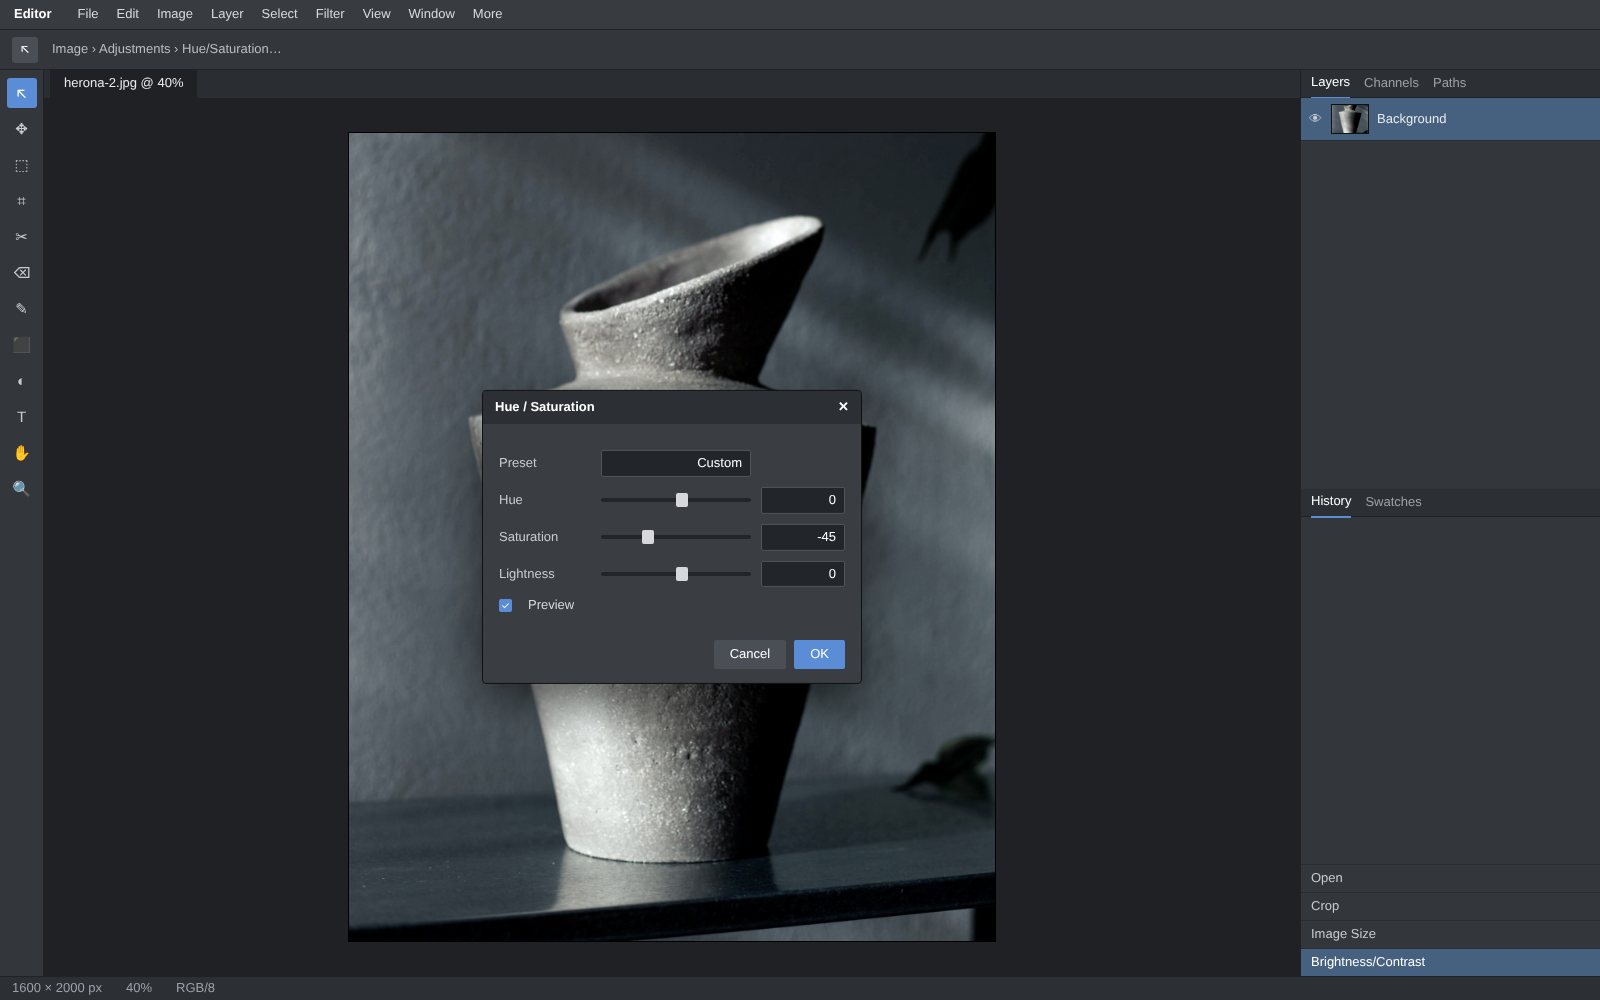 Editor File Edit Image Layer Select Filter View Window More
Image › Adjustments › Hue/Saturation…
herona-2.jpg @ 40%
Layers Channels Paths
Background
Hue / Saturation
Preset Custom
Hue 0
Saturation -45
Lightness 0
Preview
Cancel OK
History Swatches
Open
Crop
Image Size
Brightness/Contrast
1600 × 2000 px 40% RGB/8